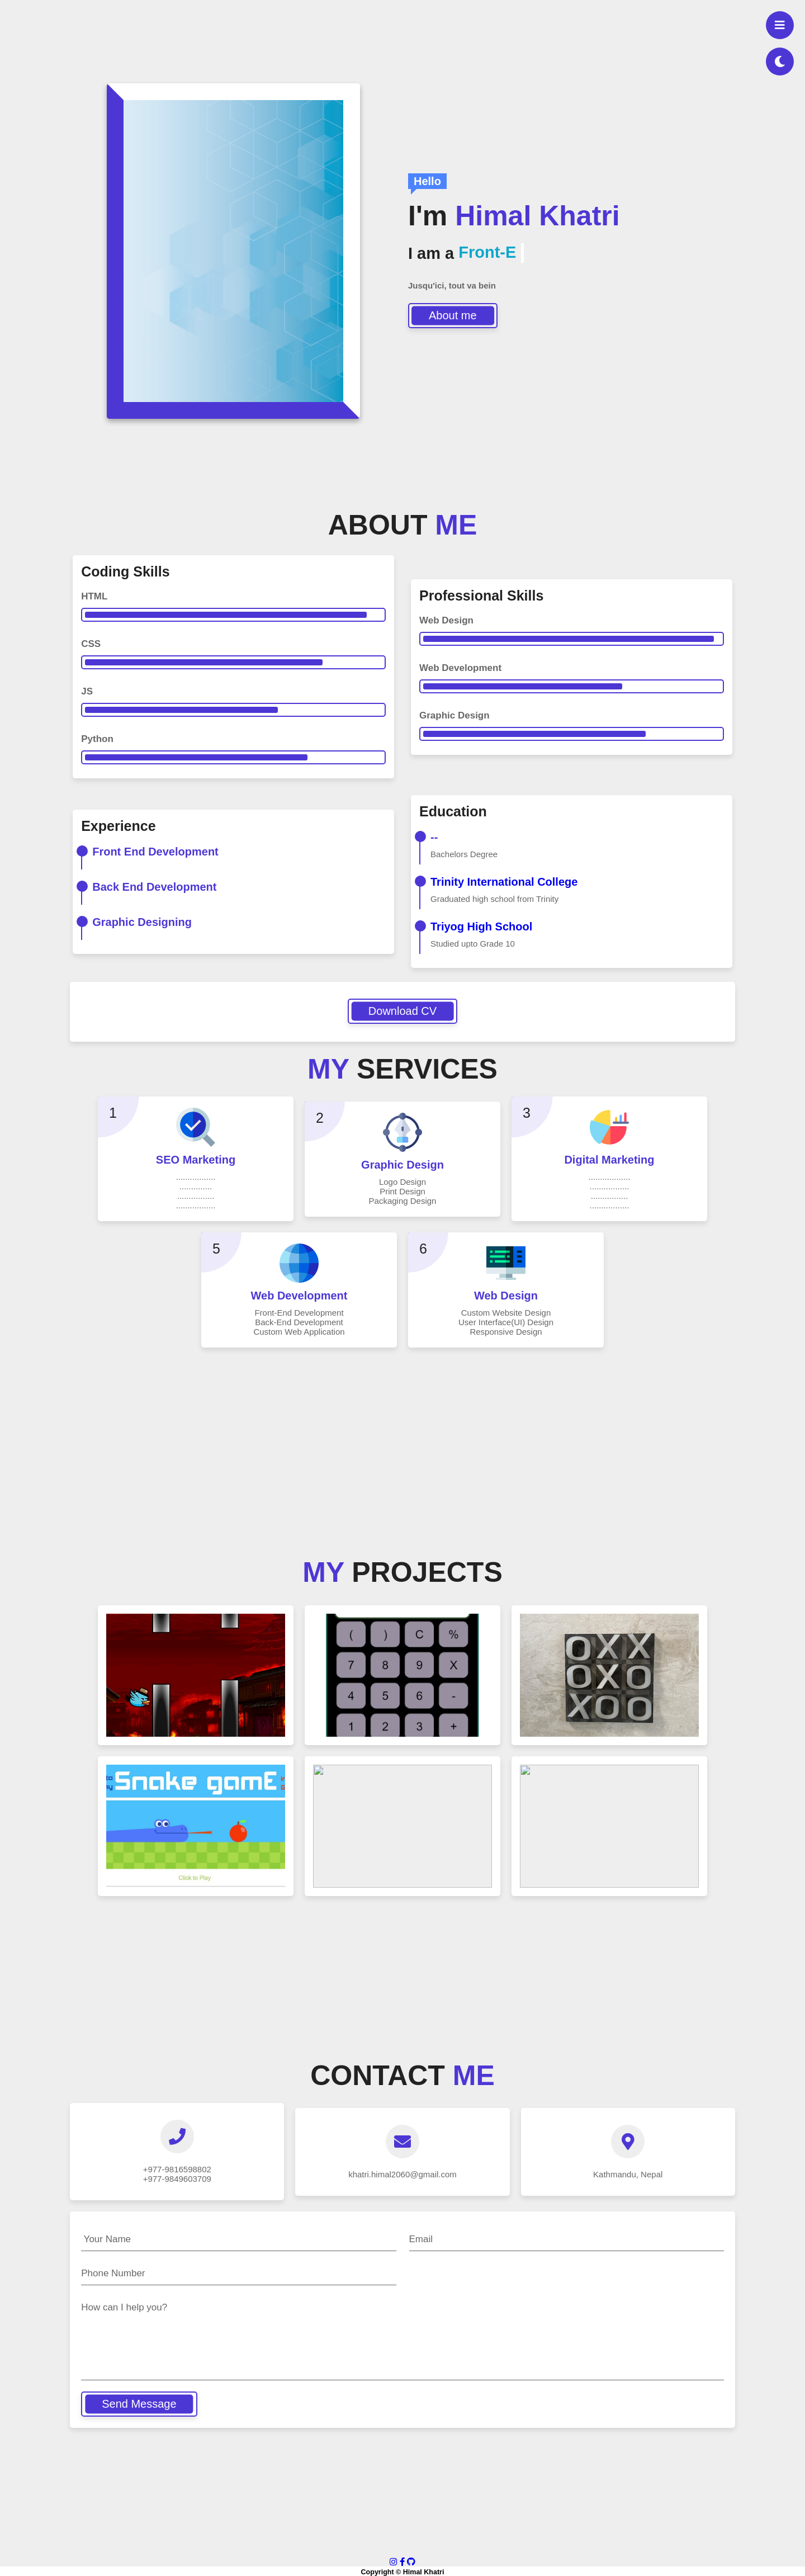 Hello
I'm Himal Khatri
I am a Front-E
Jusqu'ici, tout va bein
About me
ABOUT ME
Coding Skills
HTML
CSS
JS
Python
Professional Skills
Web Design
Web Development
Graphic Design
Experience
Front End Development
Back End Development
Graphic Designing
Education
--
Bachelors Degree
Trinity International College
Graduated high school from Trinity
Triyog High School
Studied upto Grade 10
Download CV
MY SERVICES
1
SEO Marketing
.................
..............
................
.................
2
Graphic Design
Logo Design
Print Design
Packaging Design
3
Digital Marketing
..................
.................
................
.................
5
Web Development
Front-End Development
Back-End Development
Custom Web Application
6
Web Design
Custom Website Design
User Interface(UI) Design
Responsive Design
MY PROJECTS
( ) C %
7 8 9 X
4 5 6 -
1 2 3 +
O X X
O X O
X O O
Snake gamE
Click to Play
CONTACT ME
+977-9816598802
+977-9849603709
khatri.himal2060@gmail.com
Kathmandu, Nepal
Your Name
Email
Phone Number
How can I help you?
Send Message
Copyright © Himal Khatri